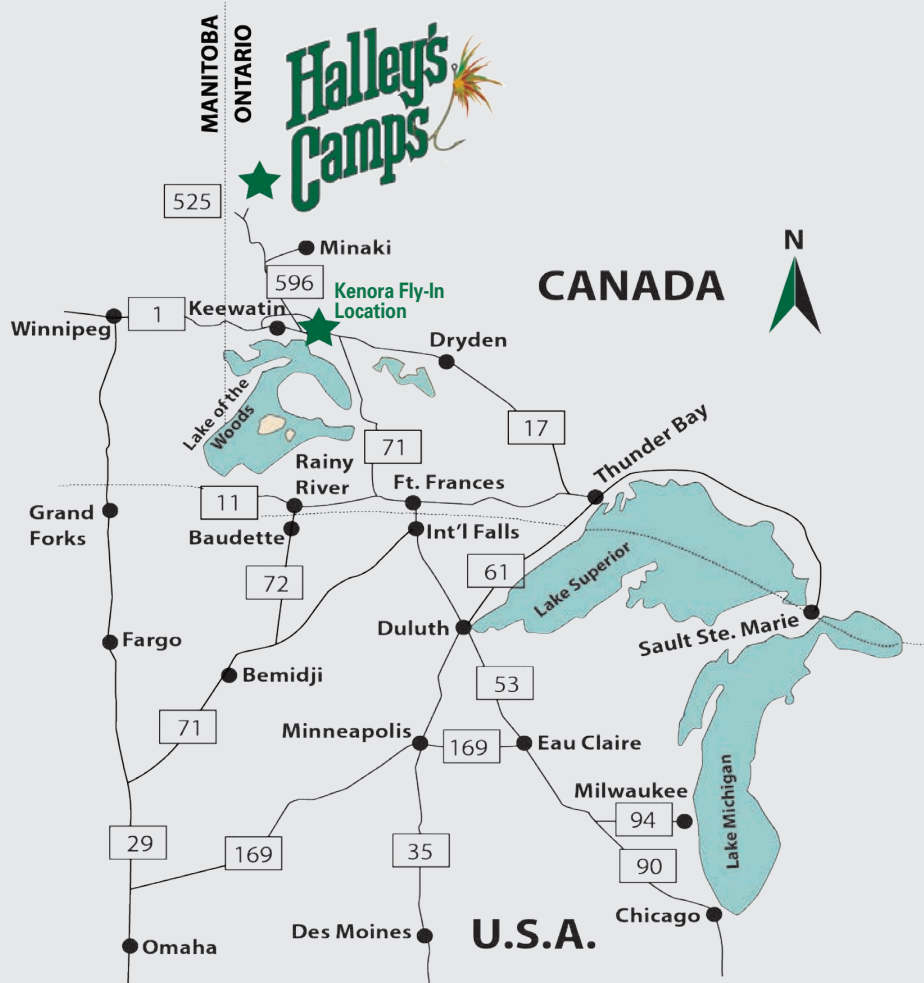 MANITOBA
ONTARIO
Halley's
Camps
525
Minaki
596
Kenora Fly-In
Location
CANADA
N
Keewatin
1
Winnipeg
Dryden
Lake of the
Woods
71
17
Thunder Bay
Rainy
River
Ft. Frances
11
Grand
Forks
Baudette
Int'l Falls
72
61
Lake Superior
Duluth
Sault Ste. Marie
Fargo
Bemidji
53
71
Minneapolis
169
Eau Claire
Milwaukee
94
Lake Michigan
29
169
35
90
Chicago
Des Moines
U.S.A.
Omaha